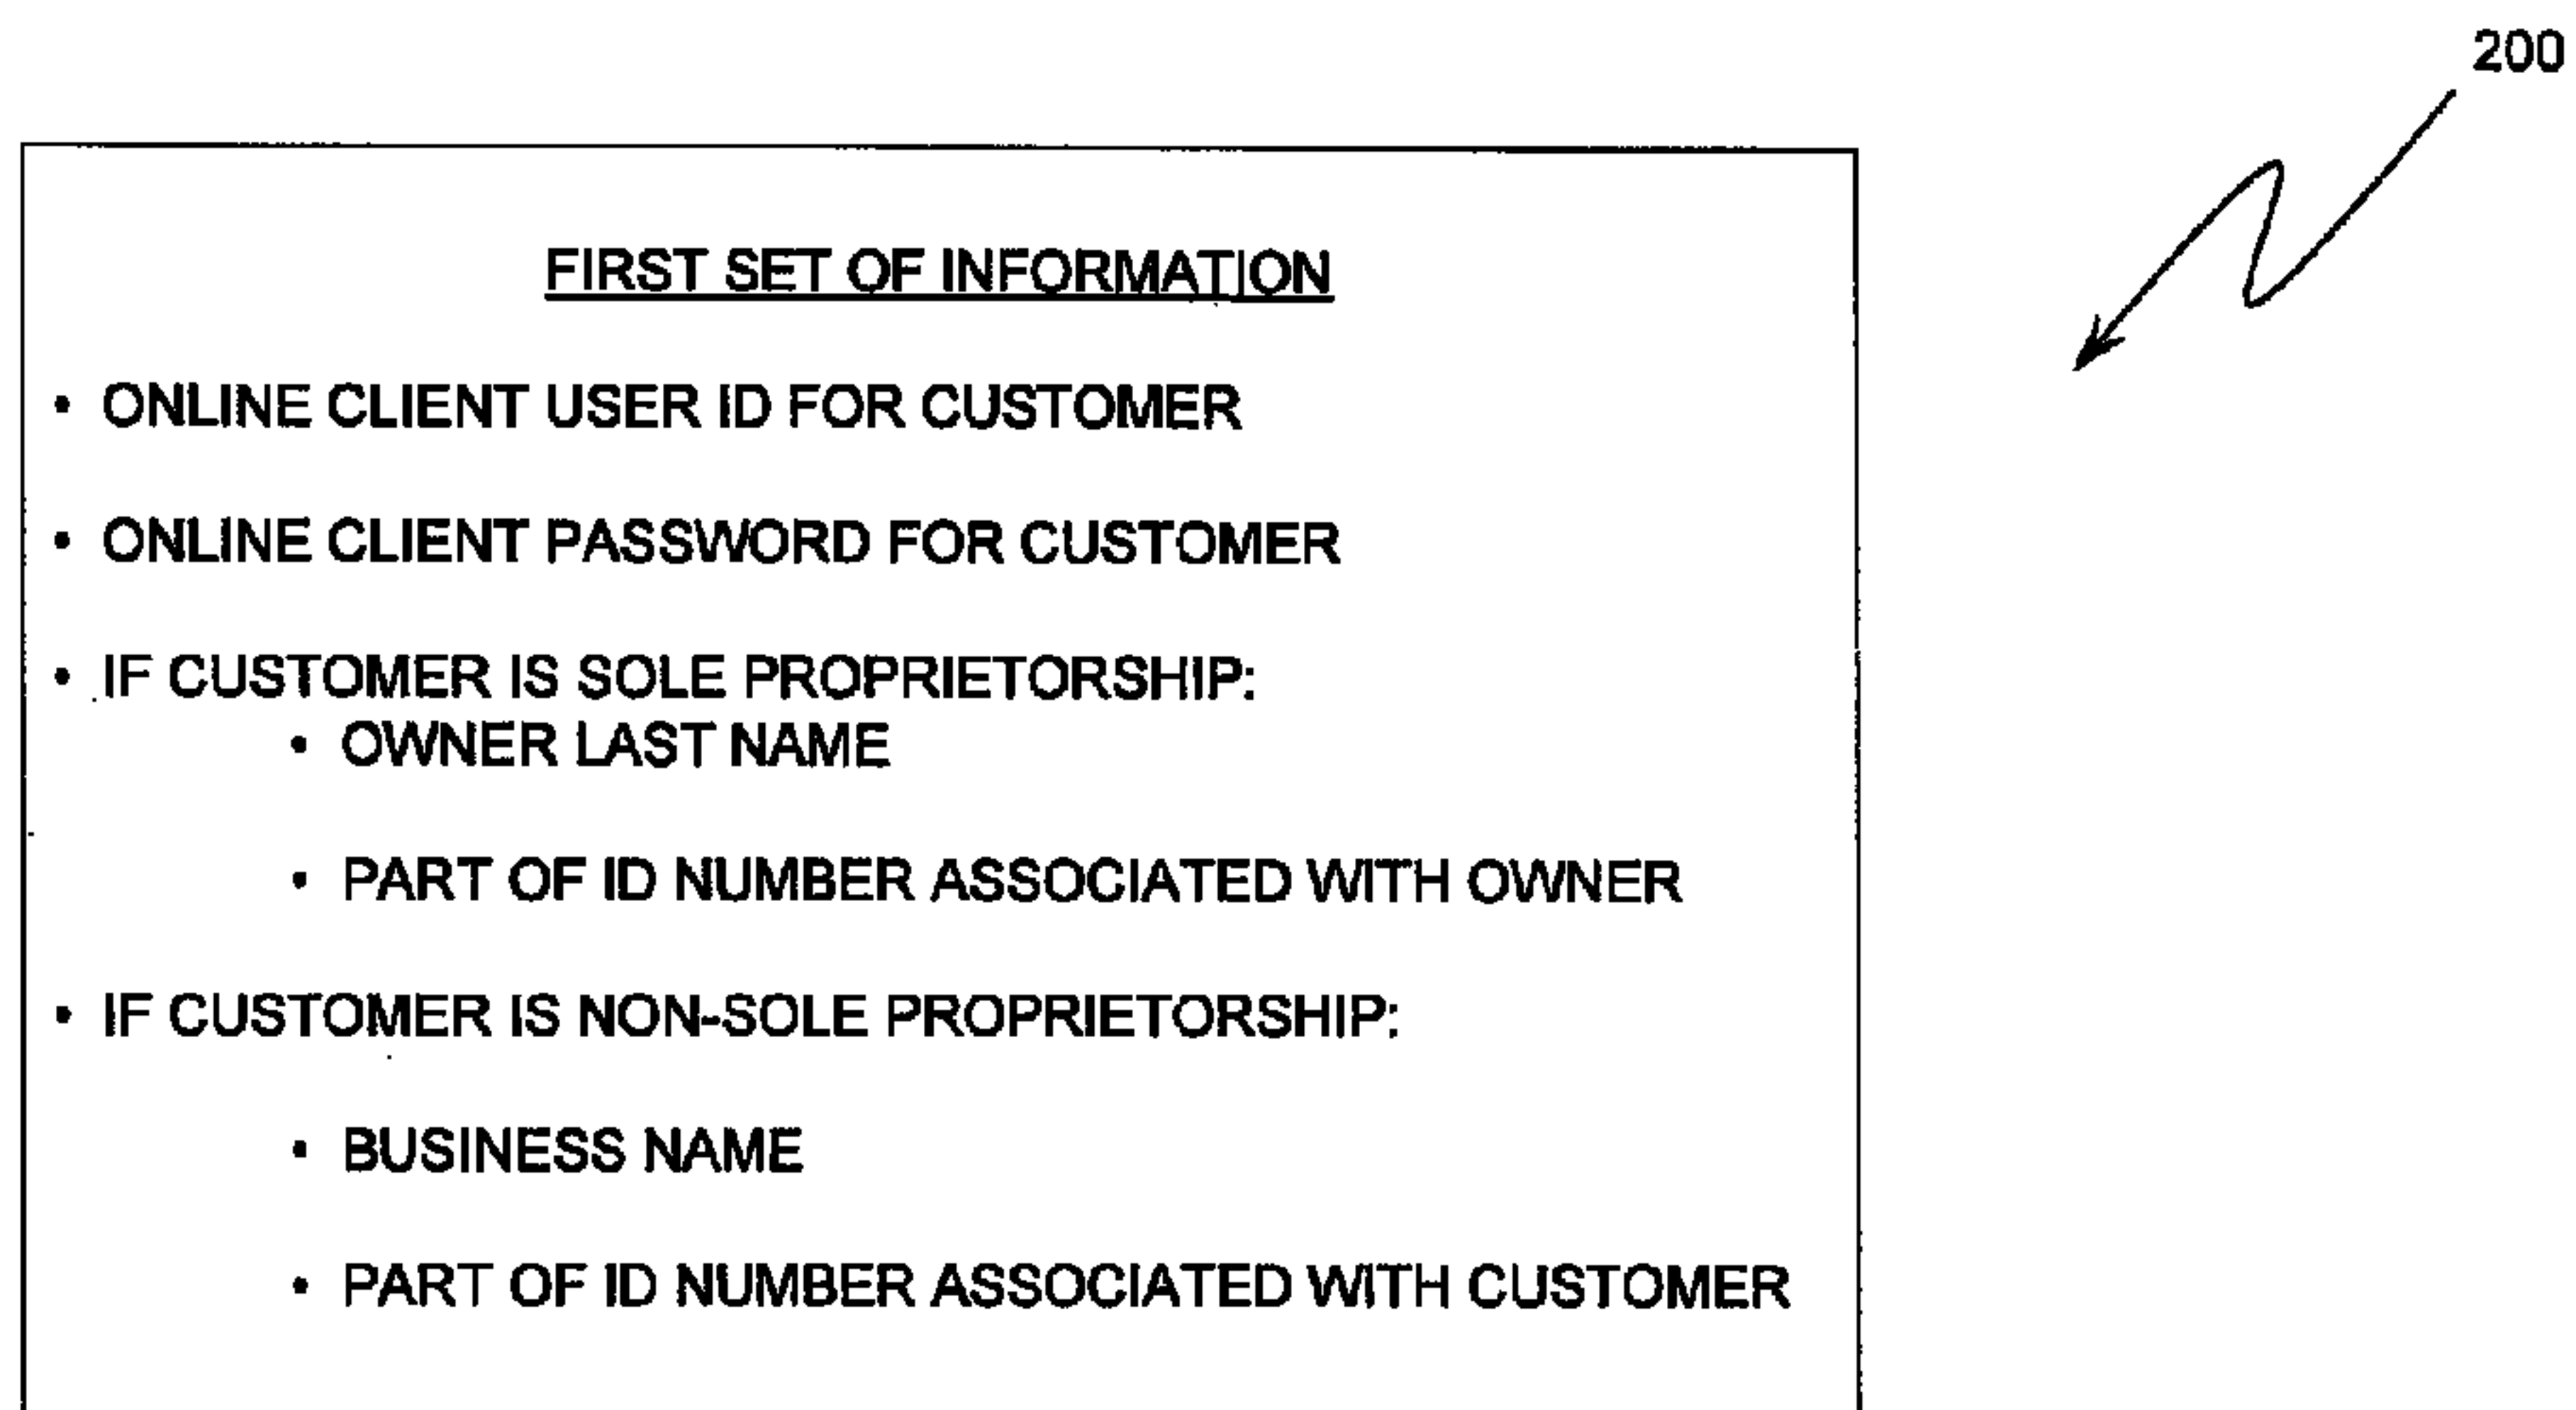 200
FIRST SET OF INFORMATION
• ONLINE CLIENT USER ID FOR CUSTOMER
• ONLINE CLIENT PASSWORD FOR CUSTOMER
• IF CUSTOMER IS SOLE PROPRIETORSHIP:
• OWNER LAST NAME
• PART OF ID NUMBER ASSOCIATED WITH OWNER
• IF CUSTOMER IS NON-SOLE PROPRIETORSHIP:
• BUSINESS NAME
• PART OF ID NUMBER ASSOCIATED WITH CUSTOMER